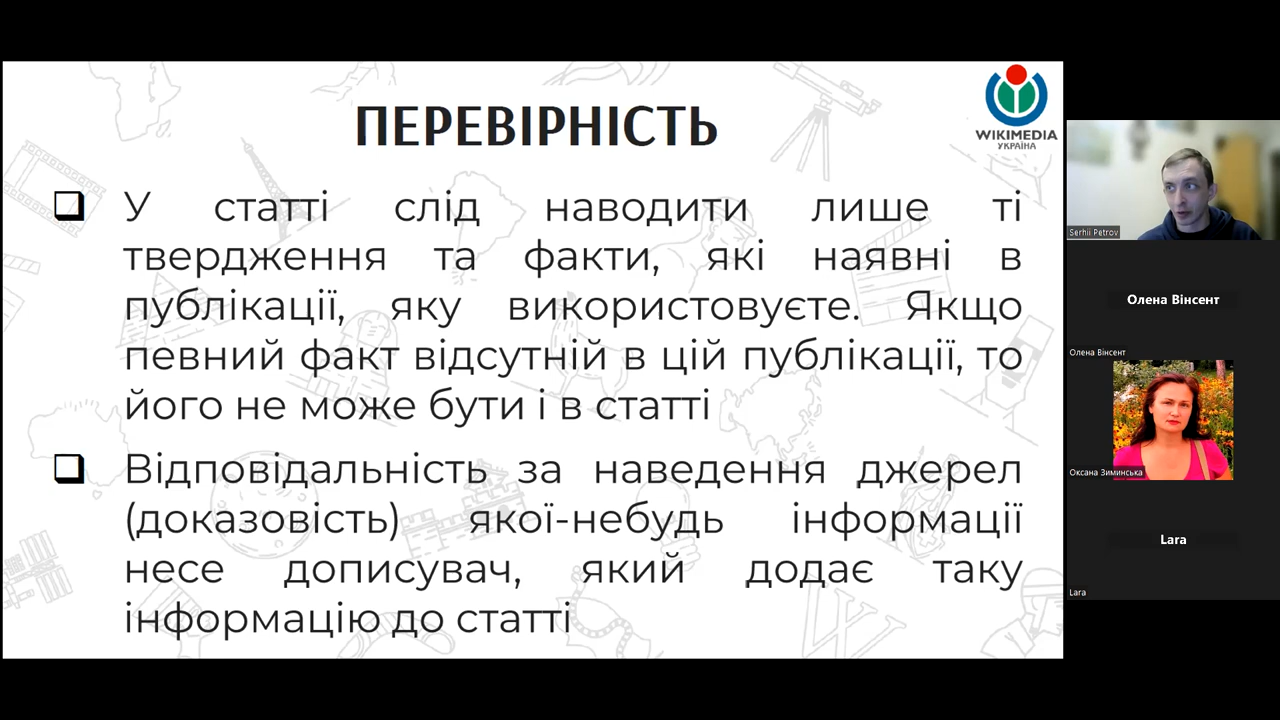 ПЕРЕВІРНІСТЬ
WIKIMEDIA
УКРАЇНА
У статті слід наводити лише ті
твердження та факти, які наявні в
публікації, яку використовуєте. Якщо
певний факт відсутній в цій публікації, то
його не може бути і в статті
Відповідальність за наведення джерел
(доказовість) якої-небудь інформації
несе дописувач, який додає таку
інформацію до статті
Serhii Petrov
Олена Вінсент
Олена Вінсент
Оксана Зиминська
Lara
Lara